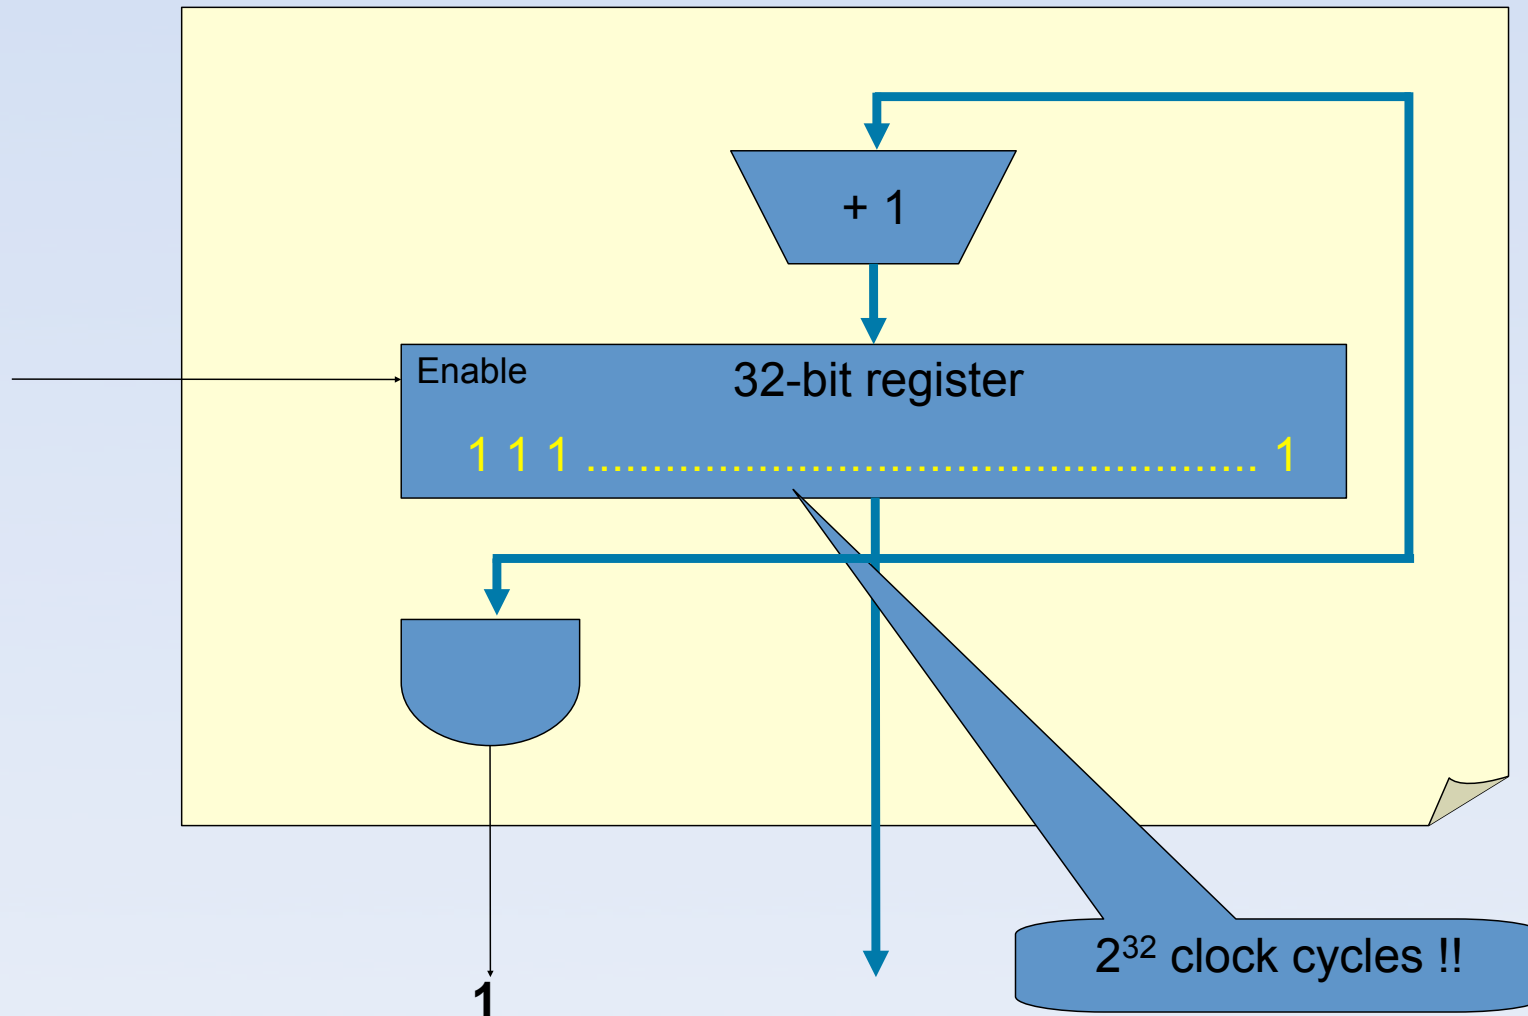 + 1
Enable
32-bit register
1 1 1 ................................................... 1
2³² clock cycles !!
1